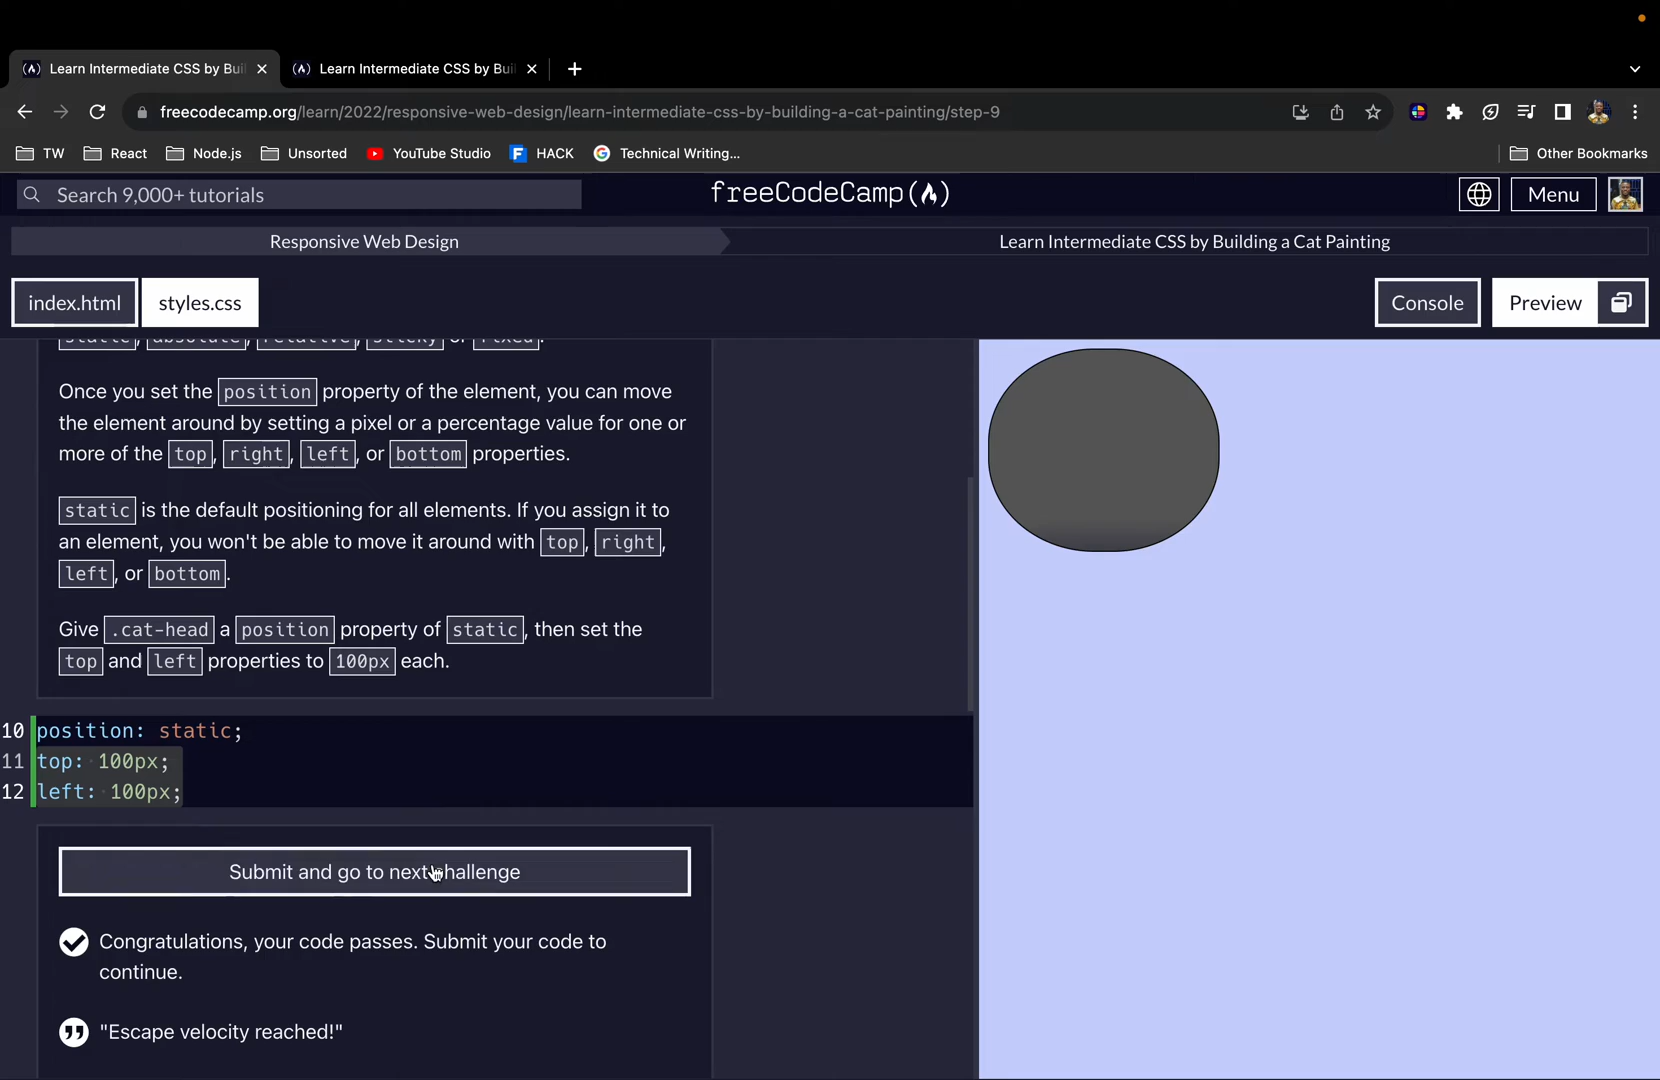 Learn Intermediate CSS by Bui
Learn Intermediate CSS by Bui
freecodecamp.org/learn/2022/responsive-web-design/learn-intermediate-css-by-building-a-cat-painting/step-9
TW React Node.js Unsorted YouTube Studio HACK Technical Writing... Other Bookmarks
Search 9,000+ tutorials freeCodeCamp Menu
Responsive Web Design Learn Intermediate CSS by Building a Cat Painting
index.html styles.css Console Preview
static, absolute, relative, sticky or fixed.
Once you set the position property of the element, you can move
the element around by setting a pixel or a percentage value for one or
more of the top, right, left, or bottom properties.
static is the default positioning for all elements. If you assign it to
an element, you won't be able to move it around with top, right,
left, or bottom.
Give .cat-head a position property of static, then set the
top and left properties to 100px each.
10 position: static;
11 top: 100px;
12 left: 100px;
Submit and go to next challenge
Congratulations, your code passes. Submit your code to
continue.
"Escape velocity reached!"